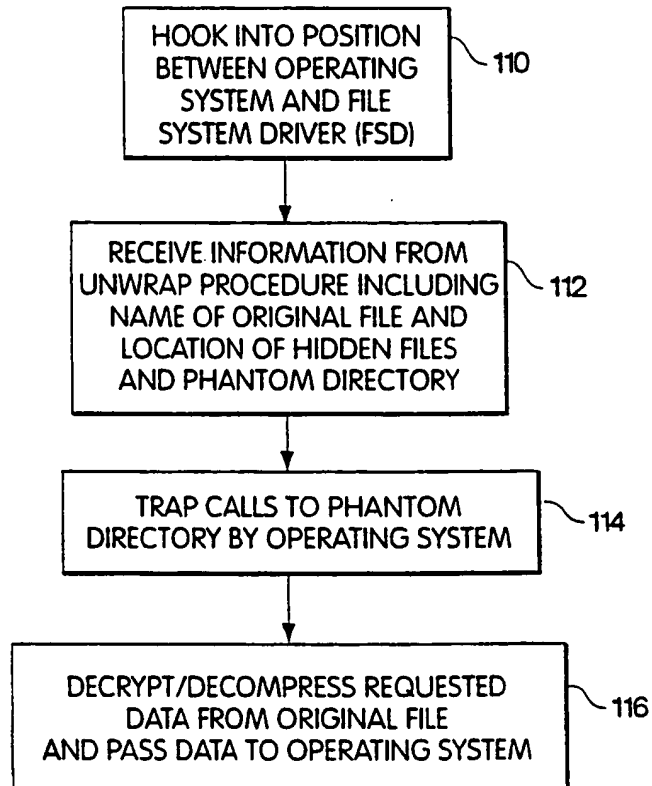 HOOK INTO POSITION
BETWEEN OPERATING
SYSTEM AND FILE
SYSTEM DRIVER (FSD)
110
RECEIVE INFORMATION FROM
UNWRAP PROCEDURE INCLUDING
NAME OF ORIGINAL FILE AND
LOCATION OF HIDDEN FILES
AND PHANTOM DIRECTORY
112
TRAP CALLS TO PHANTOM
DIRECTORY BY OPERATING SYSTEM
114
DECRYPT/DECOMPRESS REQUESTED
DATA FROM ORIGINAL FILE
AND PASS DATA TO OPERATING SYSTEM
116